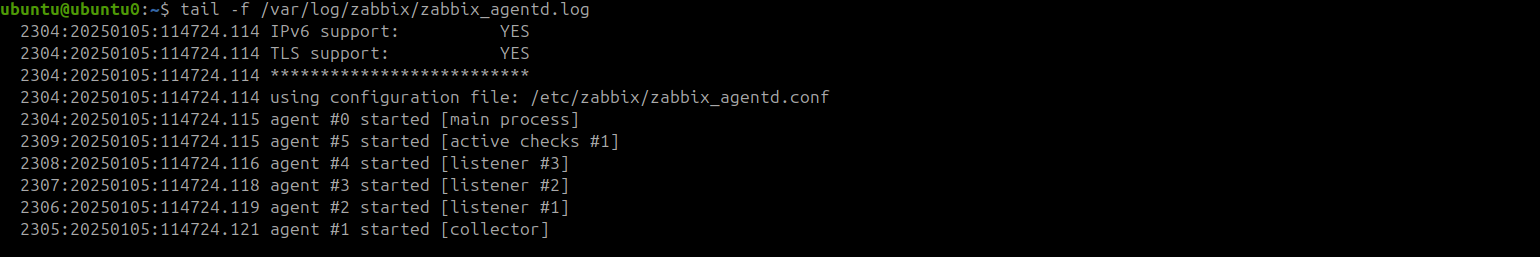 ubuntu@ubuntu0:~$ tail -f /var/log/zabbix/zabbix_agentd.log
  2304:20250105:114724.114 IPv6 support:          YES
  2304:20250105:114724.114 TLS support:           YES
  2304:20250105:114724.114 **************************
  2304:20250105:114724.114 using configuration file: /etc/zabbix/zabbix_agentd.conf
  2304:20250105:114724.115 agent #0 started [main process]
  2309:20250105:114724.115 agent #5 started [active checks #1]
  2308:20250105:114724.116 agent #4 started [listener #3]
  2307:20250105:114724.118 agent #3 started [listener #2]
  2306:20250105:114724.119 agent #2 started [listener #1]
  2305:20250105:114724.121 agent #1 started [collector]